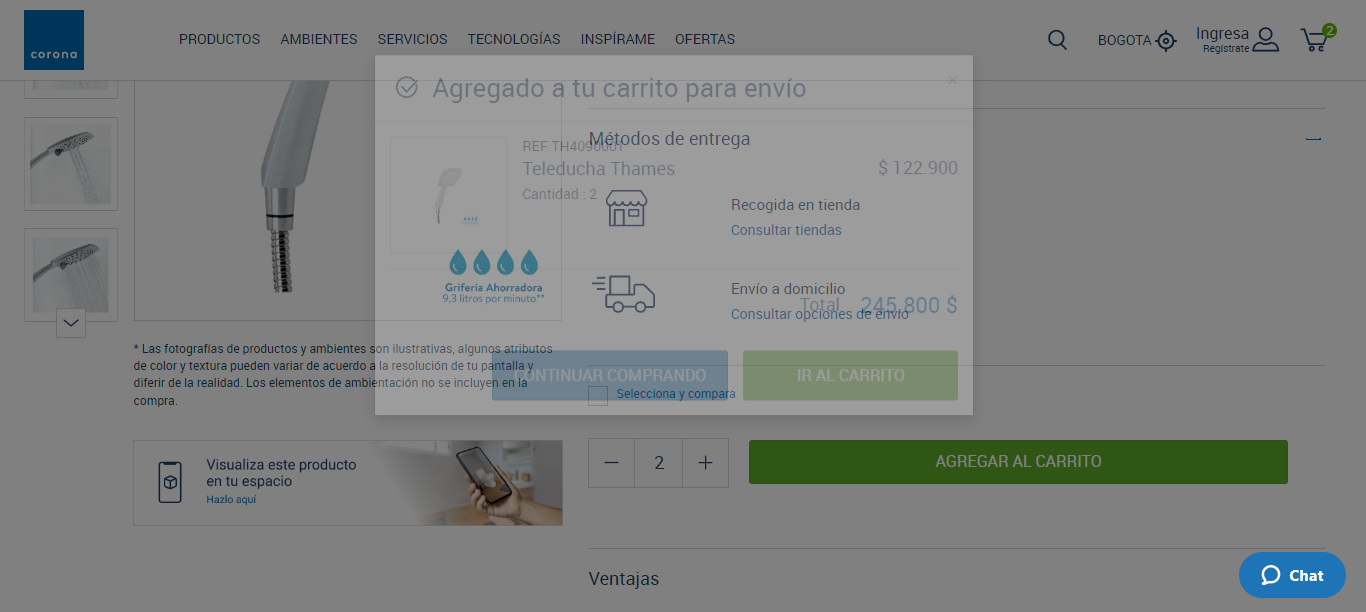 corona
PRODUCTOS AMBIENTES SERVICIOS TECNOLOGÍAS INSPÍRAME OFERTAS
BOGOTA
Ingresa
Regístrate
2
Agregado a tu carrito para envío
×
Métodos de entrega
REF TH4090001
Teleducha Thames
$ 122.900
Cantidad : 2
Recogida en tienda
Consultar tiendas
Grifería Ahorradora
9,3 litros por minuto**
Envío a domicilio
Total 245.800 $
Consultar opciones de envío
* Las fotografías de productos y ambientes son ilustrativas, algunos atributos
de color y textura pueden variar de acuerdo a la resolución de tu pantalla y
diferir de la realidad. Los elementos de ambientación no se incluyen en la
compra.
CONTINUAR COMPRANDO
IR AL CARRITO
Selecciona y compara
Visualiza este producto
en tu espacio
Hazlo aquí
2
AGREGAR AL CARRITO
Ventajas
Chat